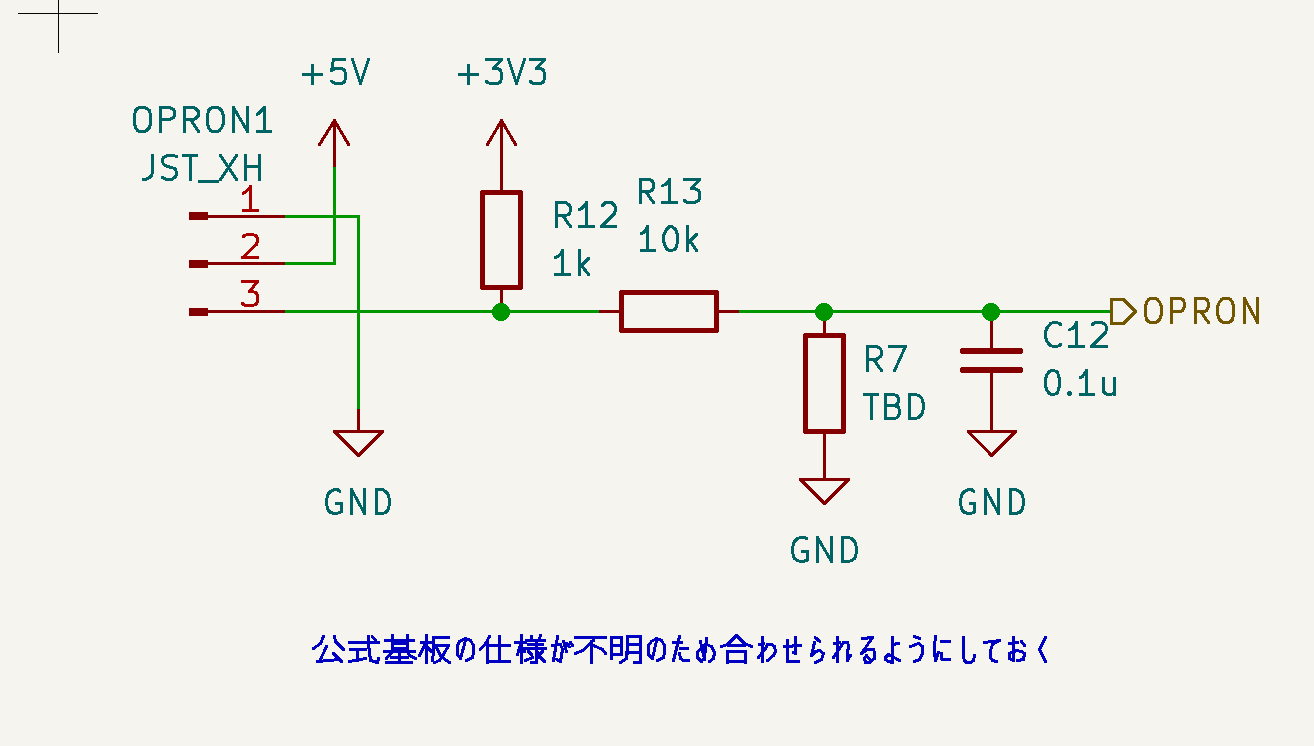 +5V
+3V3
OPRON1
JST_XH
1
2
3
R12
1k
R13
10k
OPRON
C12
0.1u
R7
TBD
GND
GND
GND
公式基板の仕様が不明のため合わせられるようにしておく